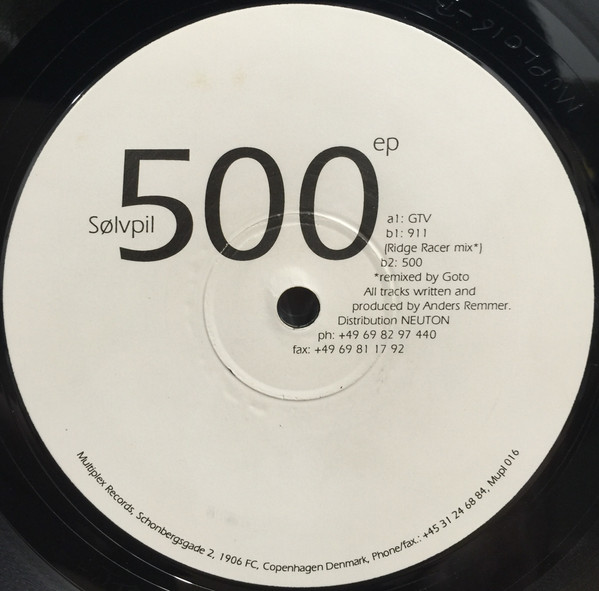 MUPLE016-B
ep
500
Sølvpil
a1: GTV
b1: 911
(Ridge Racer mix*)
b2: 500
*remixed by Goto
All tracks written and
produced by Anders Remmer.
Distribution NEUTON
ph: +49 69 82 97 440
fax: +49 69 81 17 92
Multiplex Records, Schonbergsgade 2, 1906 FC, Copenhagen Denmark, Phone/fax.: +45 31 24 68 84, Mupl 016